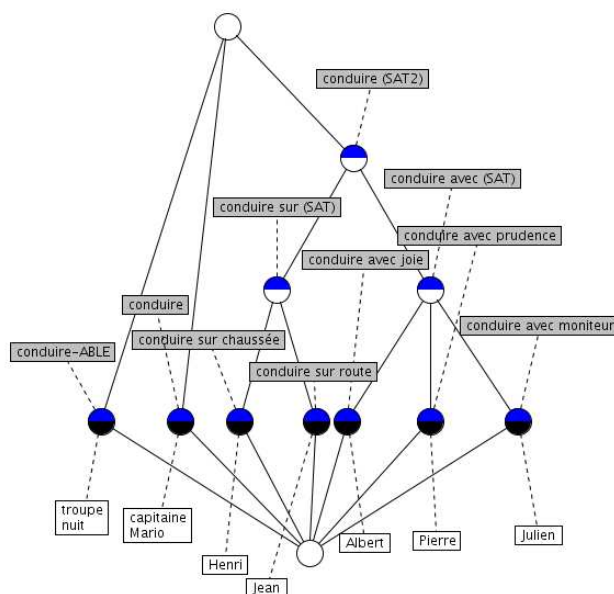 conduire (SAT2)
conduire avec (SAT)
conduire sur (SAT)
conduire avec prudence
conduire avec joie
conduire
conduire avec moniteur
conduire sur chaussée
conduire-ABLE
conduire sur route
troupe
nuit
capitaine
Mario
Henri
Jean
Albert
Pierre
Julien